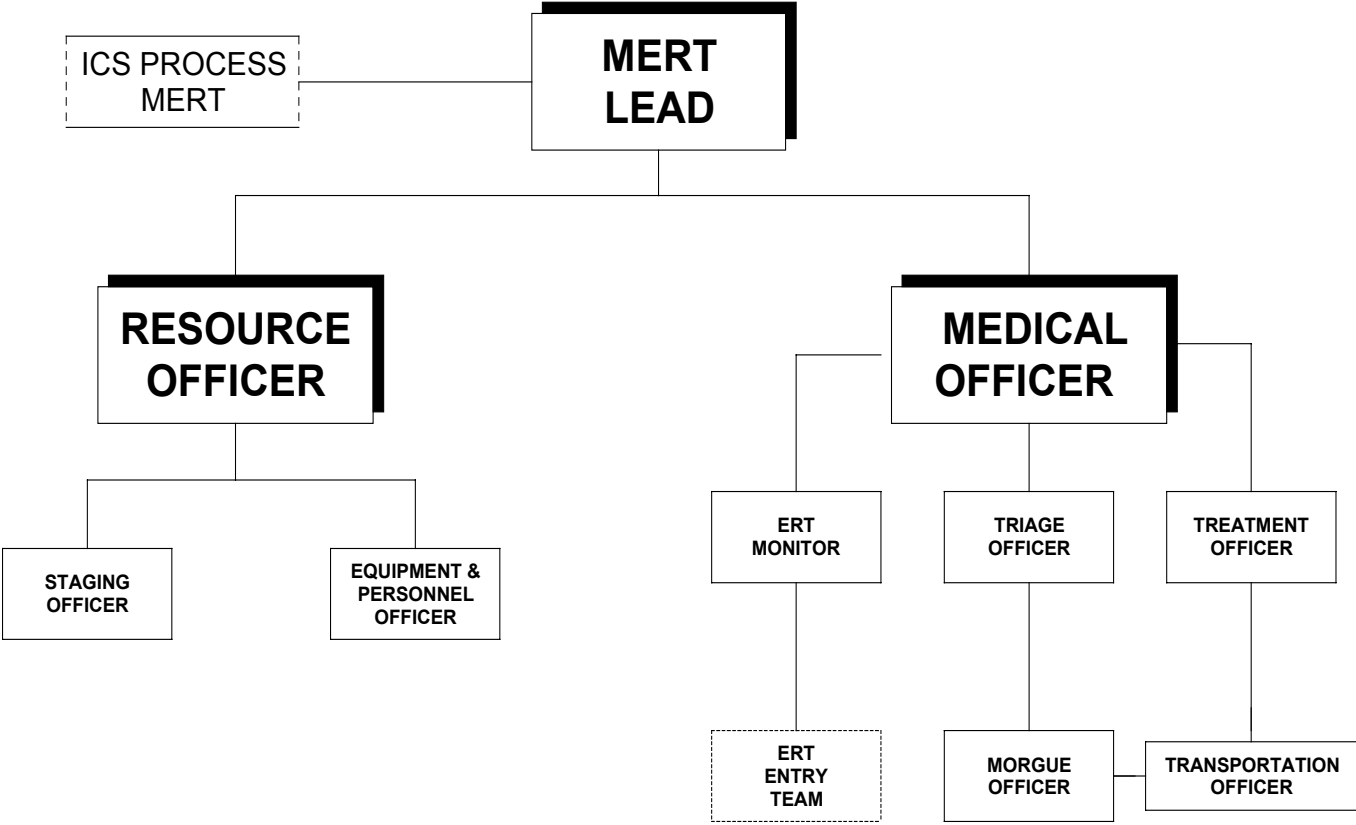 ICS PROCESS
MERT
MERT
LEAD
RESOURCE
OFFICER
MEDICAL
OFFICER
STAGING
OFFICER
EQUIPMENT &
PERSONNEL
OFFICER
ERT
MONITOR
TRIAGE
OFFICER
TREATMENT
OFFICER
ERT
ENTRY
TEAM
MORGUE
OFFICER
TRANSPORTATION
OFFICER